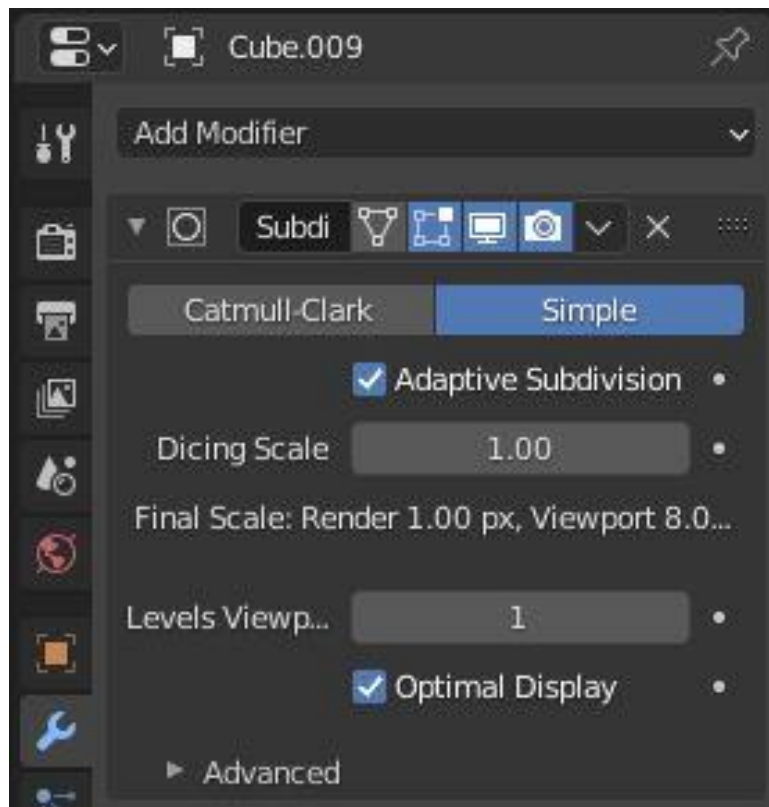 Cube.009
Add Modifier
Subdi
Catmull-Clark Simple
Adaptive Subdivision
Dicing Scale 1.00
Final Scale: Render 1.00 px, Viewport 8.0...
Levels Viewp... 1
Optimal Display
Advanced